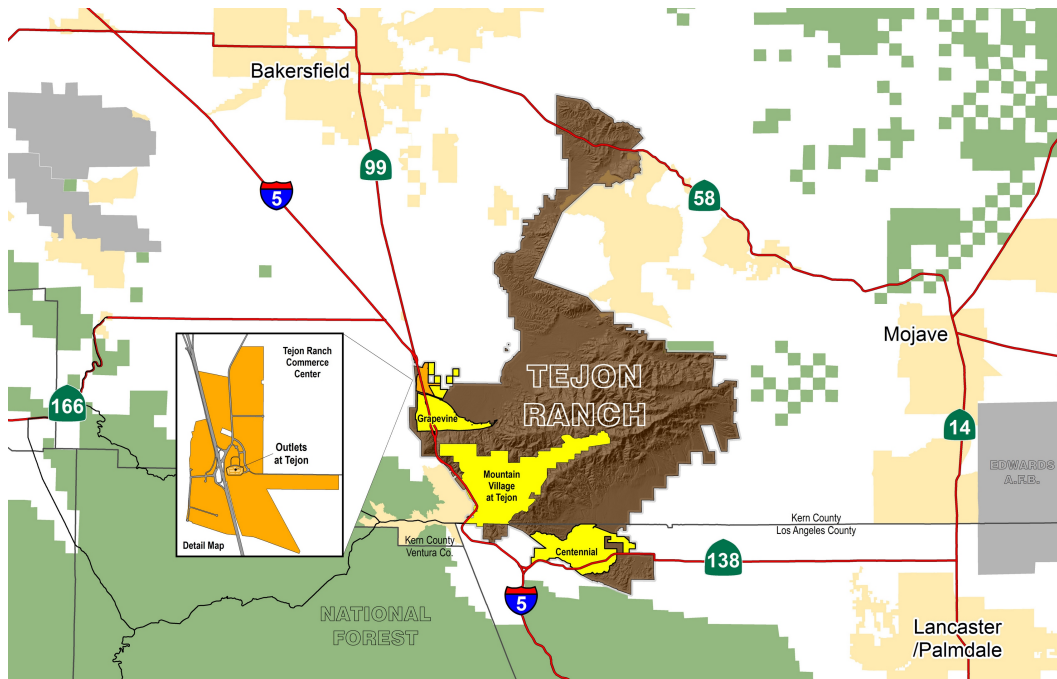 Bakersfield
99
5
58
Mojave
Tejon Ranch
Commerce
Center
TEJON
RANCH
166
Grapevine
14
Outlets
at Tejon
EDWARDS
A.F.B.
Mountain
Village
at Tejon
Kern County
Los Angeles County
Detail Map
Kern County
Ventura Co.
Centennial
138
5
NATIONAL
FOREST
Lancaster
/Palmdale